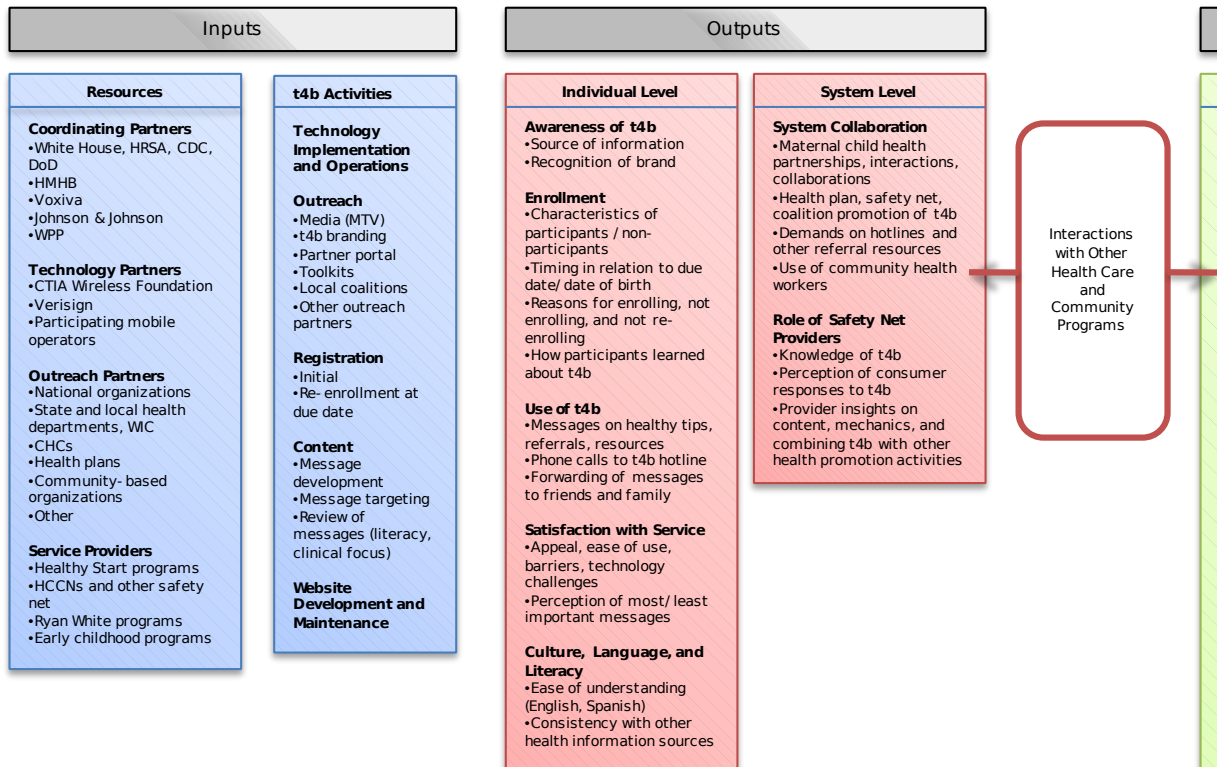 Inputs
Outputs
Resources
Coordinating Partners
•White House, HRSA, CDC,
DoD
•HMHB
•Voxiva
•Johnson & Johnson
•WPP
Technology Partners
•CTIA Wireless Foundation
•Verisign
•Participating mobile
operators
Outreach Partners
•National organizations
•State and local health
departments, WIC
•CHCs
•Health plans
•Community-based
organizations
•Other
Service Providers
•Healthy Start programs
•HCCNs and other safety
net
•Ryan White programs
•Early childhood programs
t4b Activities
Technology
Implementation
and Operations
Outreach
•Media (MTV)
•t4b branding
•Partner portal
•Toolkits
•Local coalitions
•Other outreach
partners
Registration
•Initial
•Re-enrollment at
due date
Content
•Message
development
•Message targeting
•Review of
messages (literacy,
clinical focus)
Website
Development and
Maintenance
Individual Level
Awareness of t4b
•Source of information
•Recognition of brand
Enrollment
•Characteristics of
participants / non-
participants
•Timing in relation to due
date/ date of birth
•Reasons for enrolling, not
enrolling, and not re-
enrolling
•How participants learned
about t4b
Use of t4b
•Messages on healthy tips,
referrals, resources
•Phone calls to t4b hotline
•Forwarding of messages
to friends and family
Satisfaction with Service
•Appeal, ease of use,
barriers, technology
challenges
•Perception of most/ least
important messages
Culture, Language, and
Literacy
•Ease of understanding
(English, Spanish)
•Consistency with other
health information sources
System Level
System Collaboration
•Maternal child health
partnerships, interactions,
collaborations
•Health plan, safety net,
coalition promotion of t4b
•Demands on hotlines and
other referral resources
•Use of community health
workers
Role of Safety Net
Providers
•Knowledge of t4b
•Perception of consumer
responses to t4b
•Provider insights on
content, mechanics, and
combining t4b with other
health promotion activities
Interactions
with Other
Health Care
and
Community
Programs